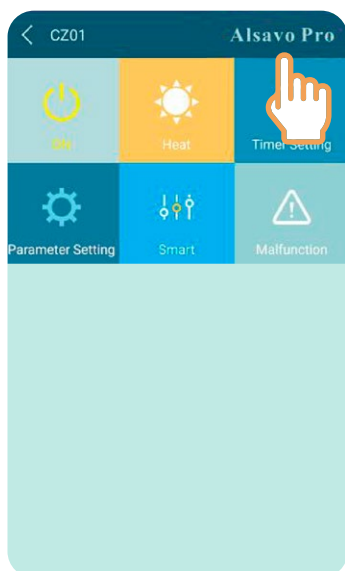 CZ01 Alsavo Pro
ON Heat Timer Setting
Parameter Setting Smart Malfunction